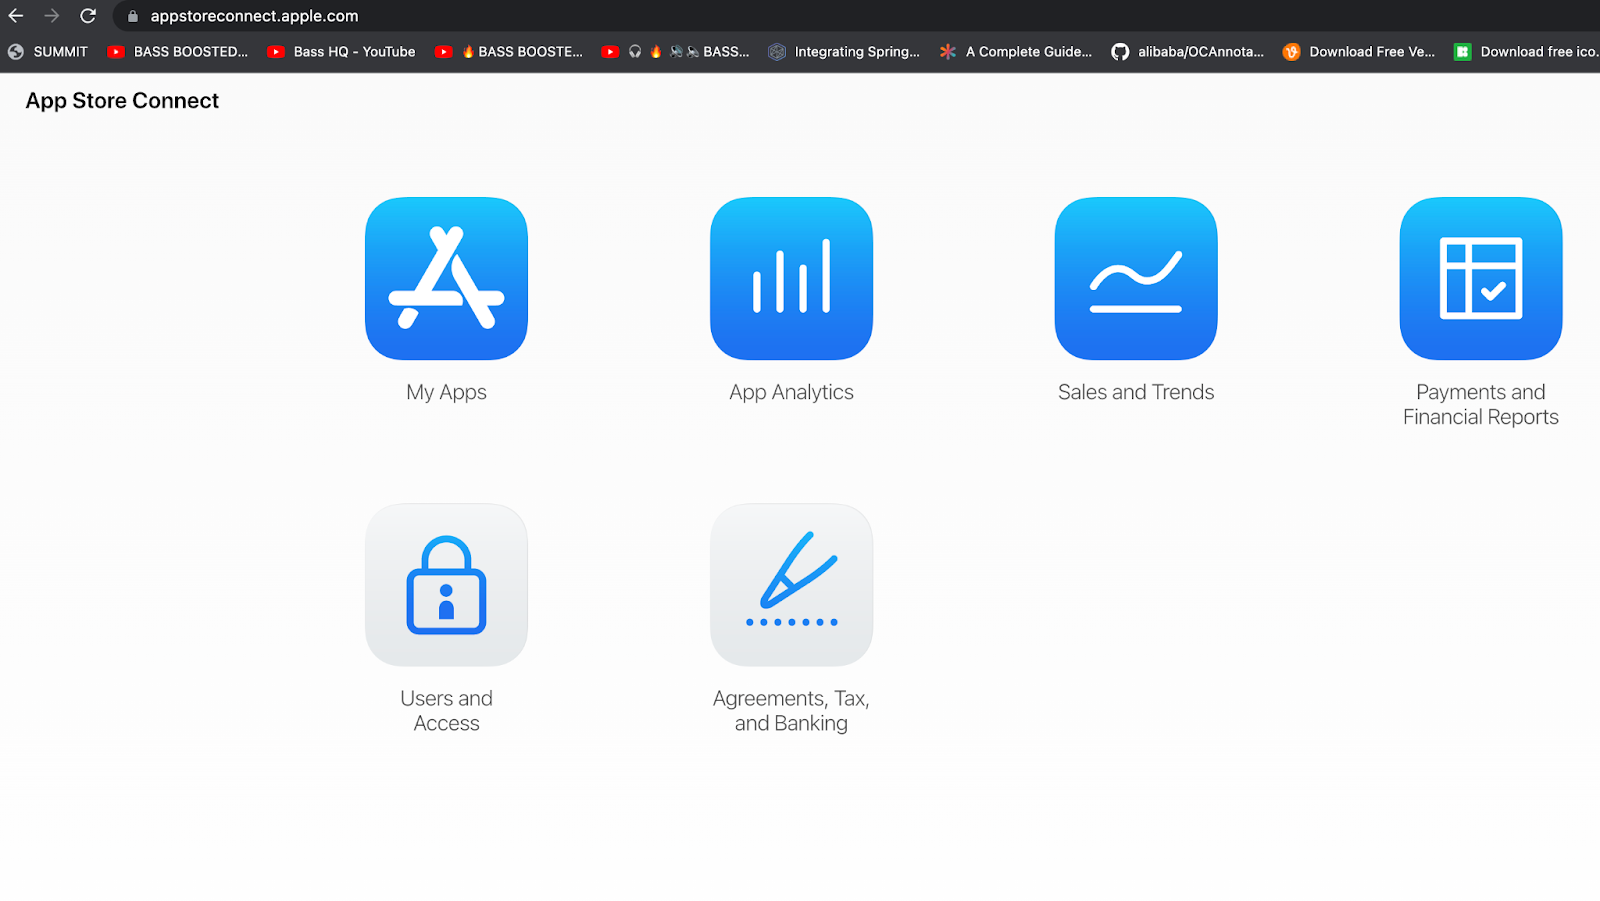 appstoreconnect.apple.com
SUMMIT BASS BOOSTED... Bass HQ - YouTube 🔥BASS BOOSTE... 🎧 🔥 🔊🔉 BASS... Integrating Spring... A Complete Guide... alibaba/OCAnnota... Download Free Ve... Download free ico.
App Store Connect
My Apps App Analytics Sales and Trends Payments and
Financial Reports
Users and Agreements, Tax,
Access and Banking